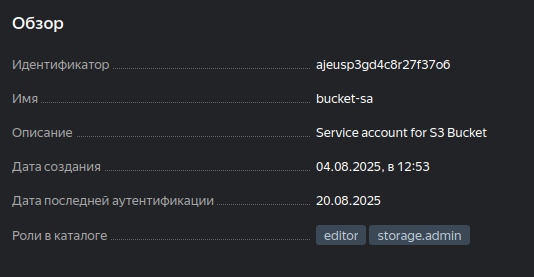 Обзор
Идентификатор ajeusp3gd4c8r27f37o6
Имя bucket-sa
Описание Service account for S3 Bucket
Дата создания 04.08.2025, в 12:53
Дата последней аутентификации 20.08.2025
Роли в каталоге editor storage.admin